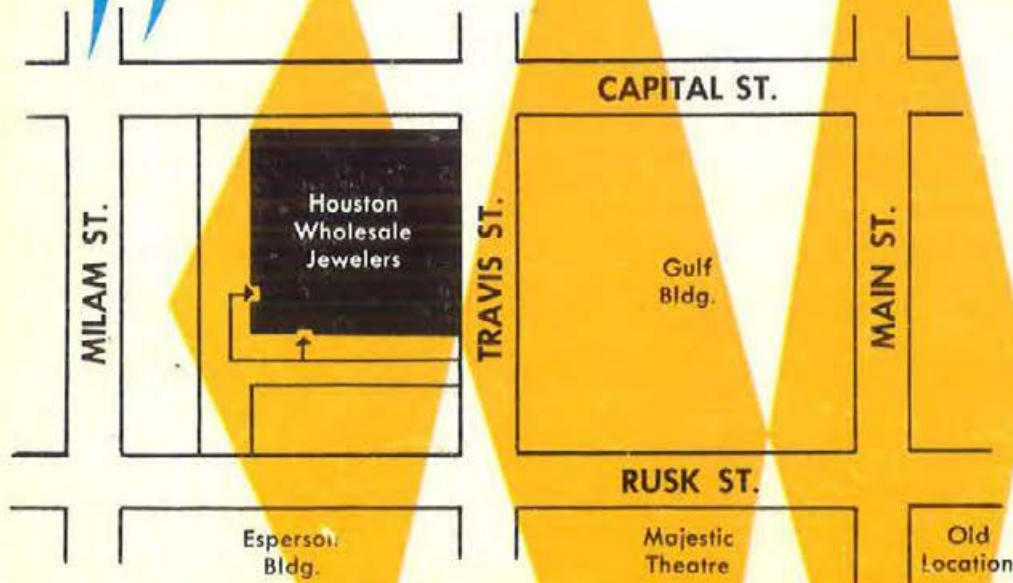 CAPITAL ST.
MILAM ST.
Houston
Wholesale
Jewelers
TRAVIS ST.
Gulf
Bldg.
MAIN ST.
RUSK ST.
Esperson
Bldg.
Majestic
Theatre
Old
Location